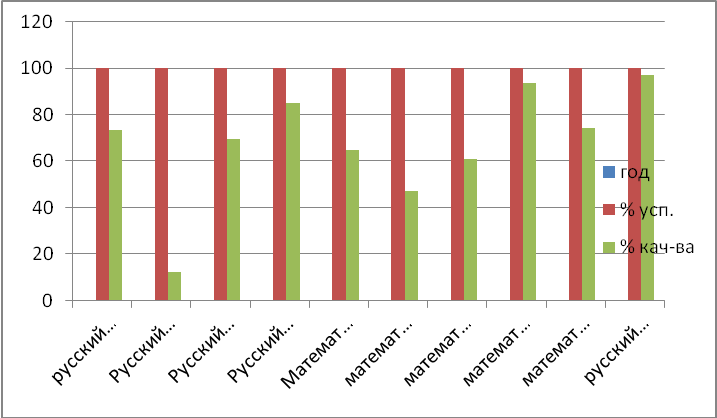 120
100
80
60
40
20
0
русский...
Русский...
Русский...
Русский...
Математ...
математ...
математ...
математ...
математ...
русский...
год
% усп.
% кач-ва